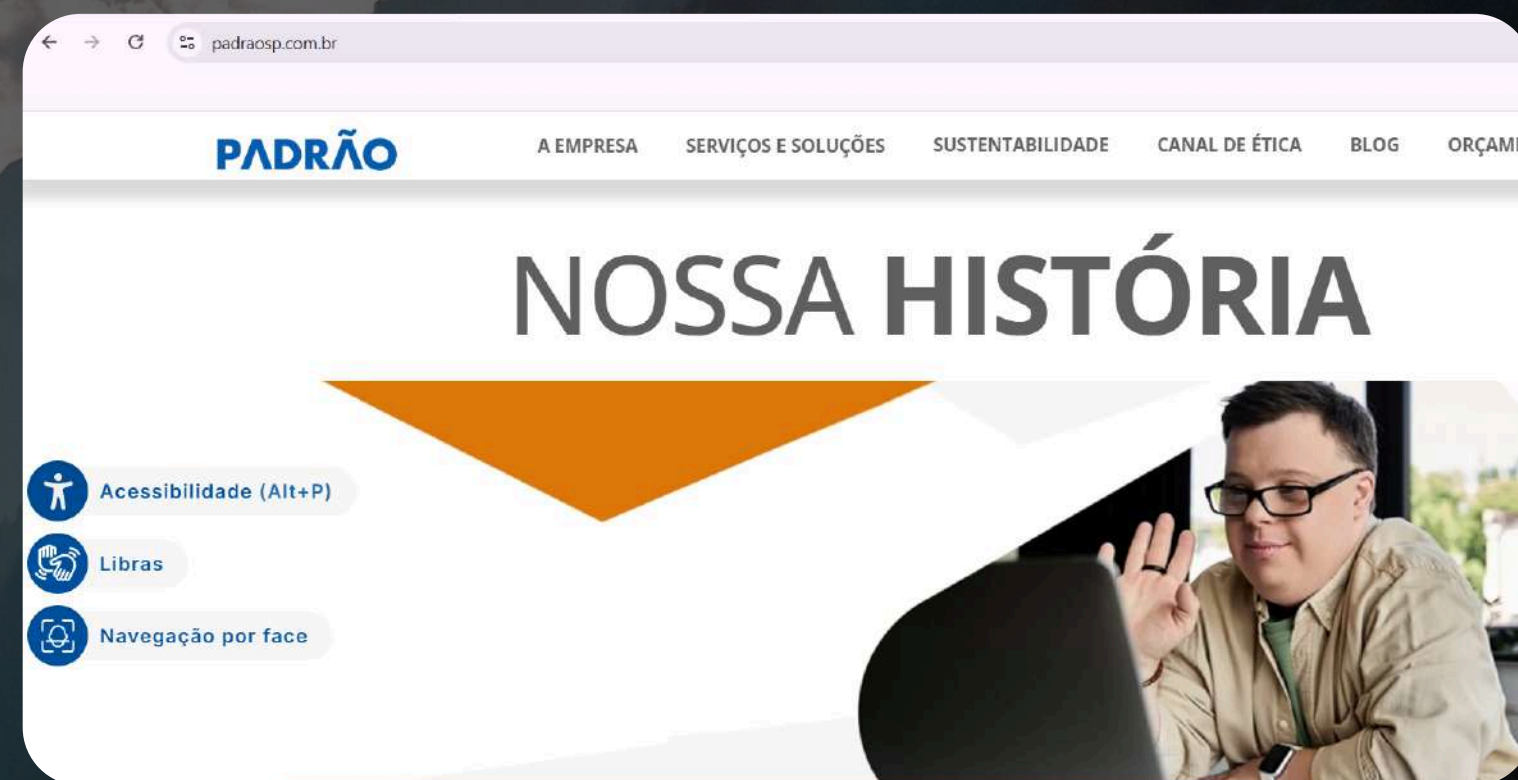 padraosp.com.br
PADRÃO
A EMPRESA SERVIÇOS E SOLUÇÕES SUSTENTABILIDADE CANAL DE ÉTICA BLOG
NOSSA HISTÓRIA
Acessibilidade (Alt+P)
Libras
Navegação por face